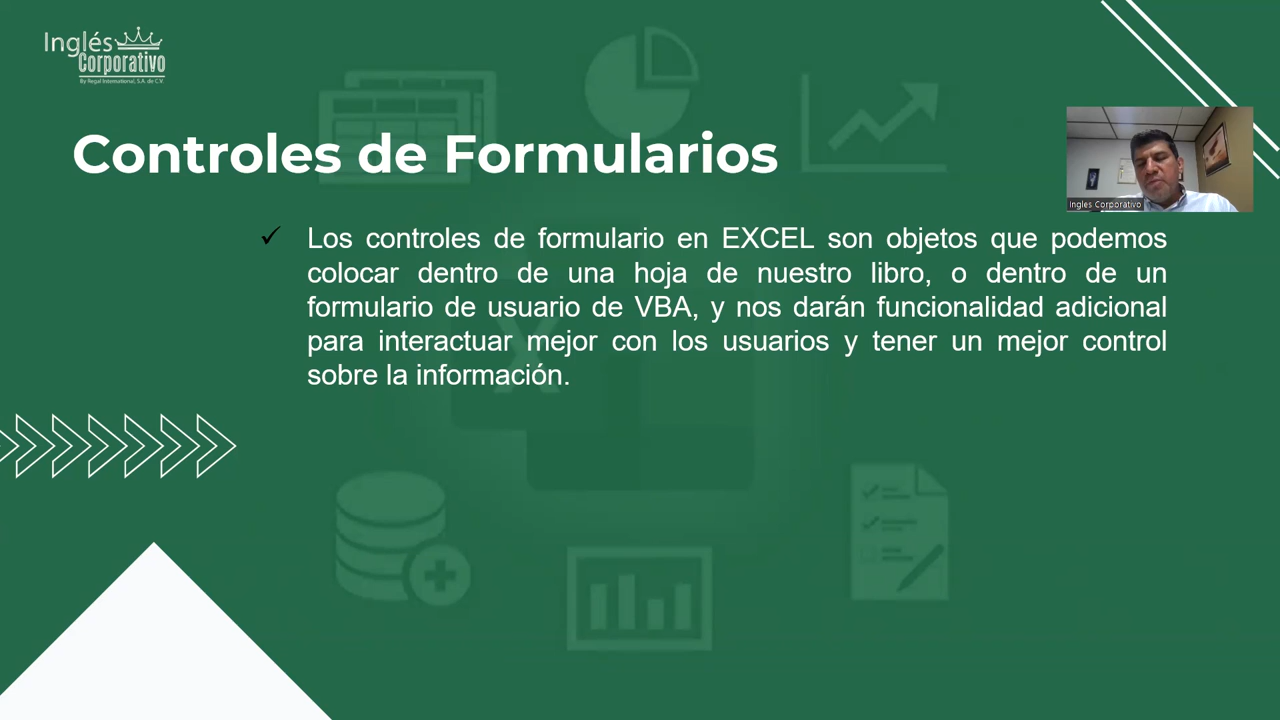 Inglés
Corporativo
By Regal International, S.A. de C.V.
Controles de Formularios
Ingles Corporativo
✓ Los controles de formulario en EXCEL son objetos que podemos
colocar dentro de una hoja de nuestro libro, o dentro de un
formulario de usuario de VBA, y nos darán funcionalidad adicional
para interactuar mejor con los usuarios y tener un mejor control
sobre la información.